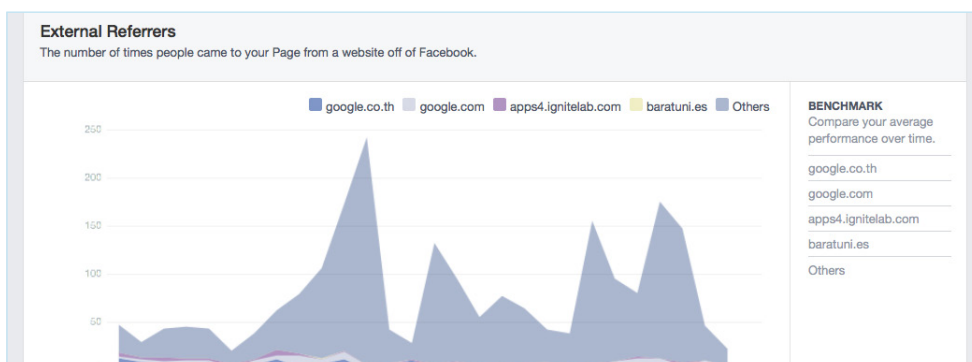 External Referrers
The number of times people came to your Page from a website off of Facebook.
google.co.th google.com apps4.ignitelab.com baratuni.es Others
250
200
150
100
50
BENCHMARK
Compare your average
performance over time.
google.co.th
google.com
apps4.ignitelab.com
baratuni.es
Others